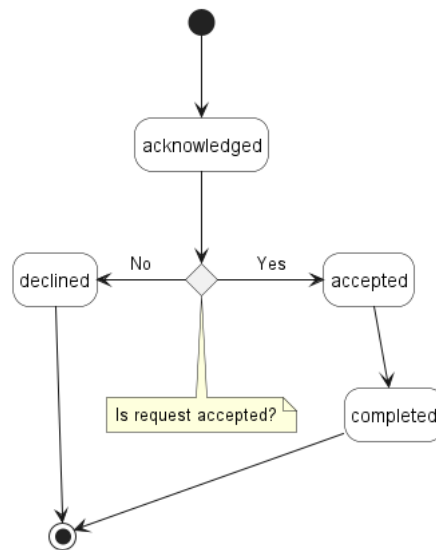 acknowledged
No
Yes
declined
accepted
Is request accepted?
completed